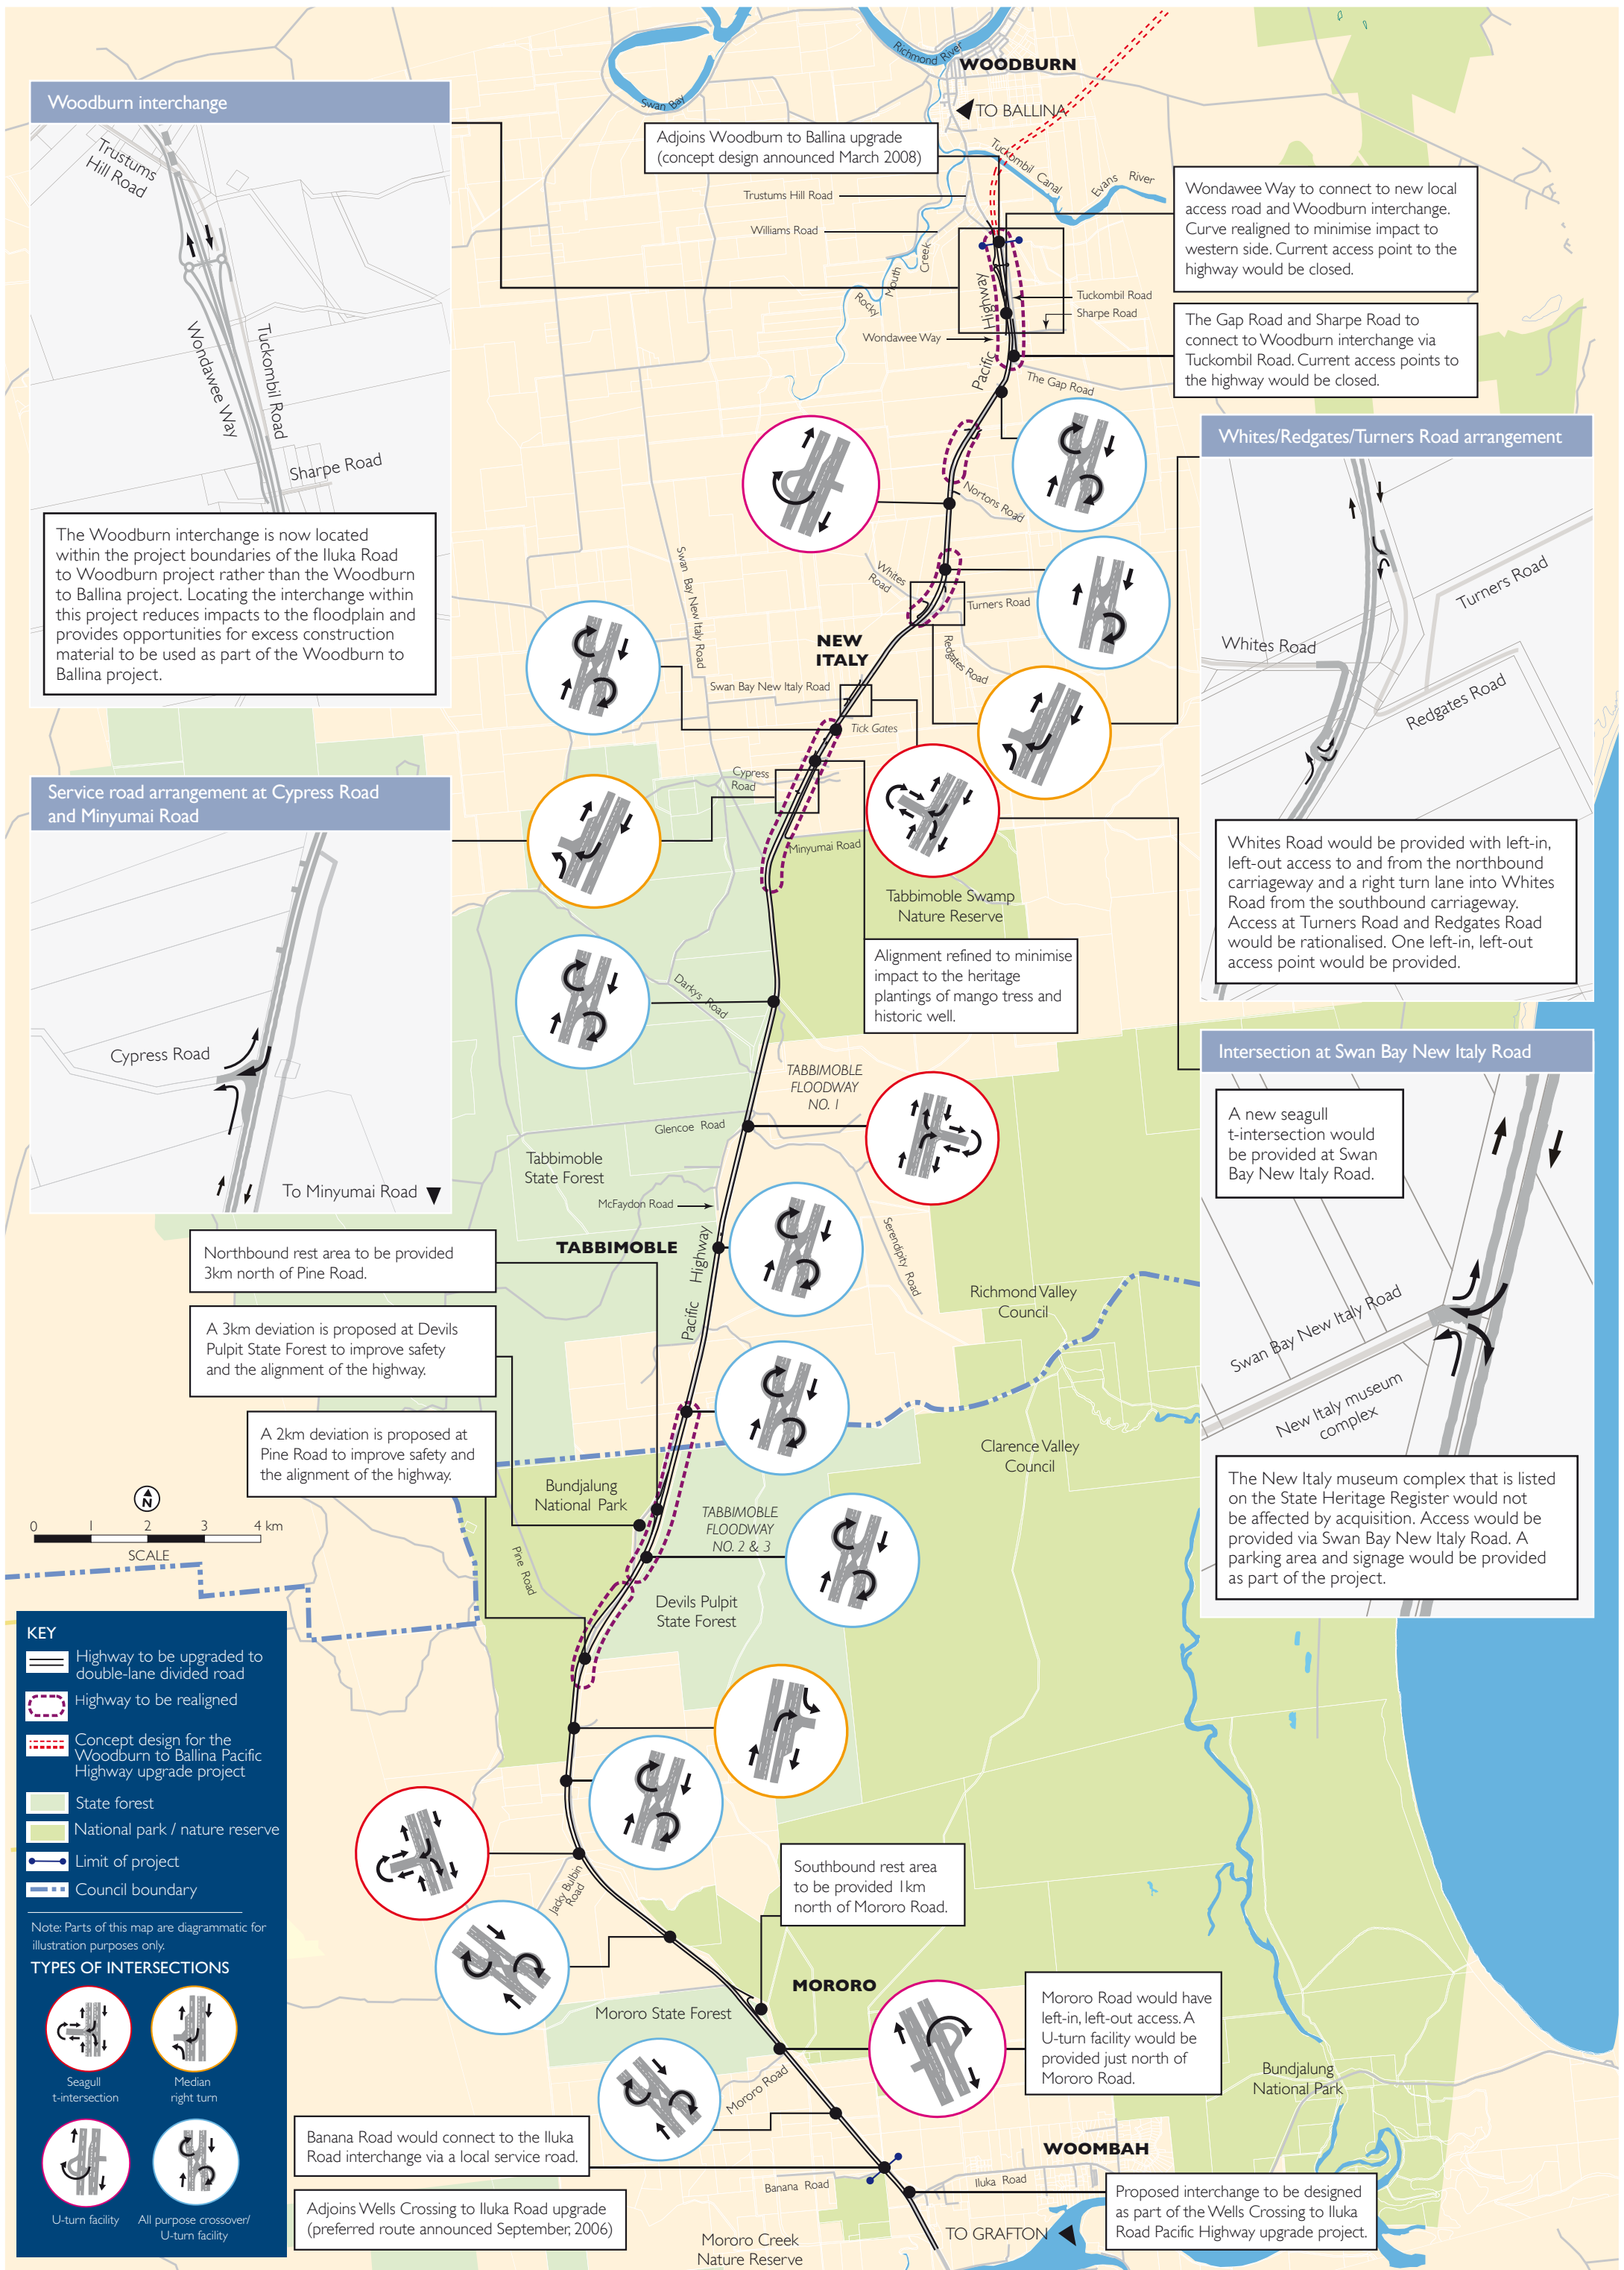 WOODBURN
Richmond River
Swan Bay
TO BALLINA
Woodburn interchange
Trustums
Hill Road
Wondawee Way
Tuckombil Road
Sharpe Road
The Woodburn interchange is now located
within the project boundaries of the Iluka Road
to Woodburn project rather than the Woodburn
to Ballina project. Locating the interchange within
this project reduces impacts to the floodplain and
provides opportunities for excess construction
material to be used as part of the Woodburn to
Ballina project.
Adjoins Woodburn to Ballina upgrade
(concept design announced March 2008)
Tuckombil Canal
Evans River
Trustums Hill Road
Williams Road
Rocky Mouth Creek
Wondawee Way to connect to new local
access road and Woodburn interchange.
Curve realigned to minimise impact to
western side. Current access point to the
highway would be closed.
Tuckombil Road
Sharpe Road
Wondawee Way
Pacific Highway
The Gap Road
The Gap Road and Sharpe Road to
connect to Woodburn interchange via
Tuckombil Road. Current access points to
the highway would be closed.
Nortons Road
Whites
Road
Turners Road
Redgates Road
NEW
ITALY
Swan Bay New Italy Road
Swan Bay New Italy Road
Tick Gates
Cypress
Road
Minyumai Road
Whites/Redgates/Turners Road arrangement
Turners Road
Whites Road
Redgates Road
Whites Road would be provided with left-in,
left-out access to and from the northbound
carriageway and a right turn lane into Whites
Road from the southbound carriageway.
Access at Turners Road and Redgates Road
would be rationalised. One left-in, left-out
access point would be provided.
Service road arrangement at Cypress Road
and Minyumai Road
Cypress Road
To Minyumai Road
Tabbimoble Swamp
Nature Reserve
Alignment refined to minimise
impact to the heritage
plantings of mango tress and
historic well.
Darkys Road
TABBIMOBLE
FLOODWAY
NO. 1
Glencoe Road
Tabbimoble
State Forest
McFaydon Road
TABBIMOBLE
Pacific Highway
Serendipity Road
Richmond Valley
Council
Clarence Valley
Council
Intersection at Swan Bay New Italy Road
A new seagull
t-intersection would
be provided at Swan
Bay New Italy Road.
Swan Bay New Italy Road
New Italy museum
complex
The New Italy museum complex that is listed
on the State Heritage Register would not
be affected by acquisition. Access would be
provided via Swan Bay New Italy Road. A
parking area and signage would be provided
as part of the project.
Northbound rest area to be provided
3km north of Pine Road.
A 3km deviation is proposed at Devils
Pulpit State Forest to improve safety
and the alignment of the highway.
A 2km deviation is proposed at
Pine Road to improve safety and
the alignment of the highway.
Bundjalung
National Park
TABBIMOBLE
FLOODWAY
NO. 2 & 3
Pine Road
Devils Pulpit
State Forest
N
0 1 2 3 4 km
SCALE
KEY
Highway to be upgraded to
double-lane divided road
Highway to be realigned
Concept design for the
Woodburn to Ballina Pacific
Highway upgrade project
State forest
National park / nature reserve
Limit of project
Council boundary
Note: Parts of this map are diagrammatic for
illustration purposes only.
TYPES OF INTERSECTIONS
Seagull
t-intersection
Median
right turn
U-turn facility
All purpose crossover/
U-turn facility
Jacky Bulbin
Road
Southbound rest area
to be provided 1km
north of Mororo Road.
MORORO
Mororo State Forest
Mororo Road
Mororo Road would have
left-in, left-out access. A
U-turn facility would be
provided just north of
Mororo Road.
Bundjalung
National Park
Banana Road would connect to the Iluka
Road interchange via a local service road.
WOOMBAH
Banana Road
Iluka Road
Adjoins Wells Crossing to Iluka Road upgrade
(preferred route announced September, 2006)
Mororo Creek
Nature Reserve
TO GRAFTON
Proposed interchange to be designed
as part of the Wells Crossing to Iluka
Road Pacific Highway upgrade project.